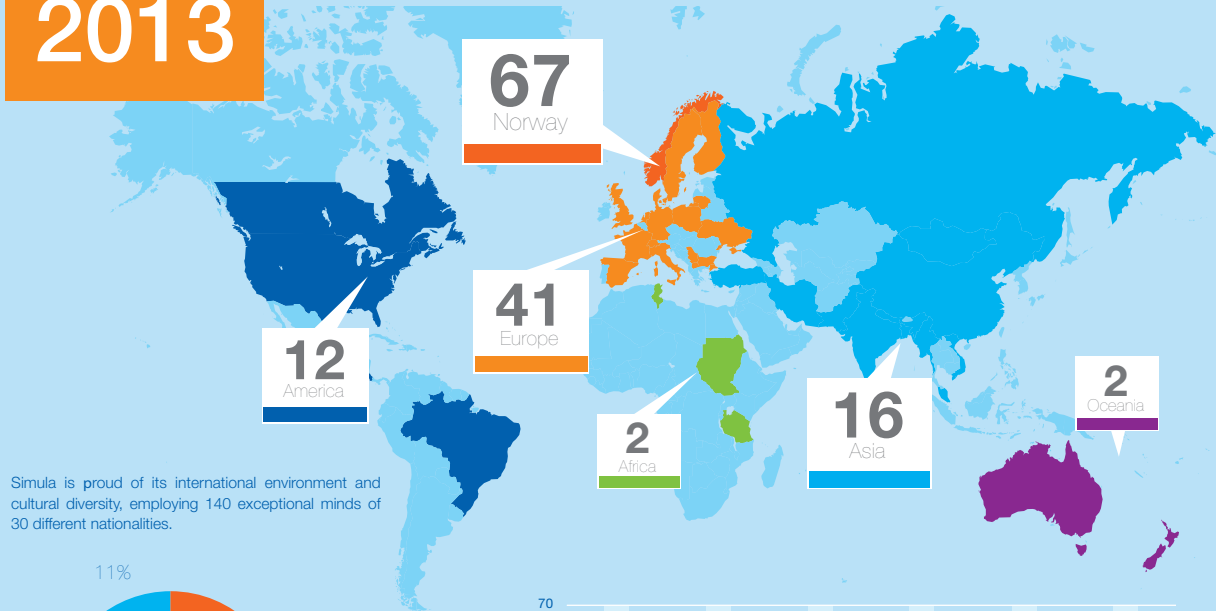 2013
67
Norway
41
Europe
12
America
2
Africa
16
Asia
2
Oceania
Simula is proud of its international environment and
cultural diversity, employing 140 exceptional minds of
30 different nationalities.
11%
70